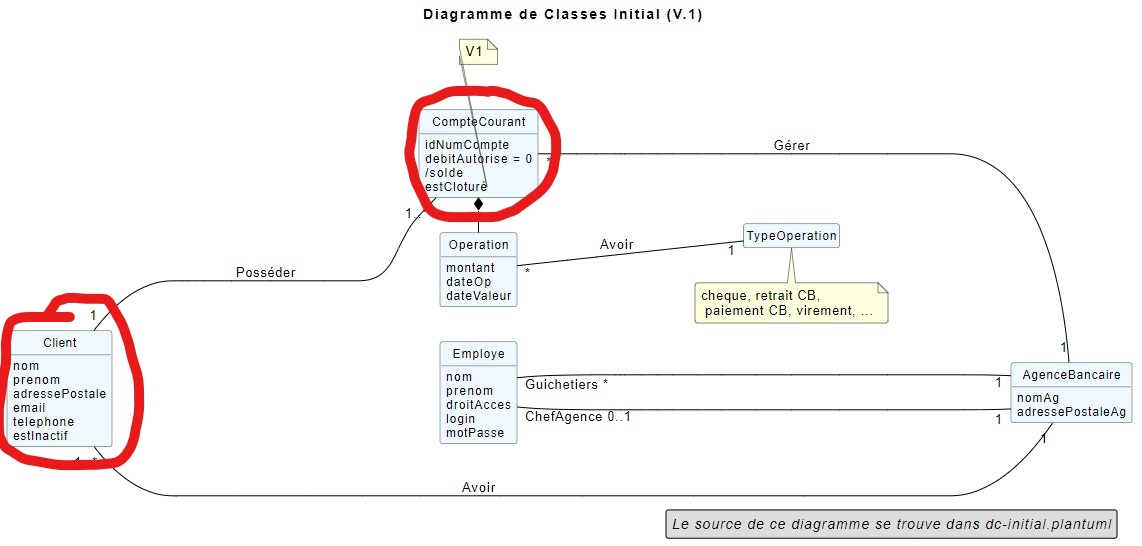 Diagramme de Classes Initial (V.1)
V1
CompteCourant
idNumCompte
debitAutorise = 0
/solde
estCloture
*
Gérer
1..
Operation
montant
dateOp
dateValeur
*
Avoir
1
TypeOperation
cheque, retrait CB,
paiement CB, virement, ...
Posséder
1
Client
nom
prenom
adressePostale
email
telephone
estInactif
1..*
Employe
nom
prenom
droitAcces
login
motPasse
Guichetiers *
1
ChefAgence 0..1
1
1
AgenceBancaire
nomAg
adressePostaleAg
1
Avoir
Le source de ce diagramme se trouve dans dc-initial.plantuml